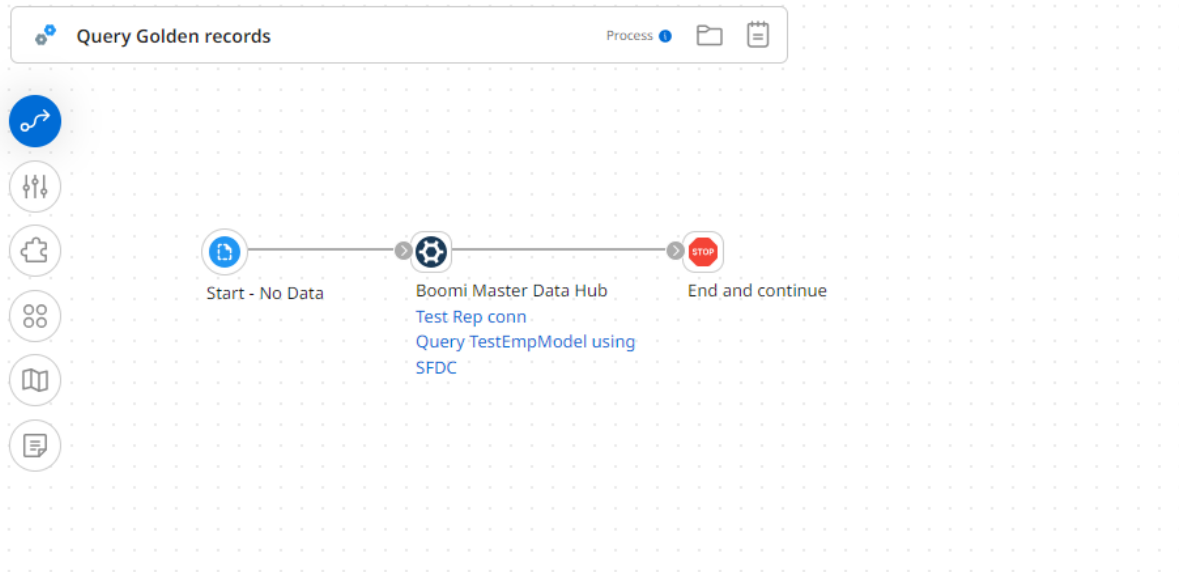 Query Golden records
Process
Start - No Data
Boomi Master Data Hub
Test Rep conn
Query TestEmpModel using
SFDC
STOP
End and continue